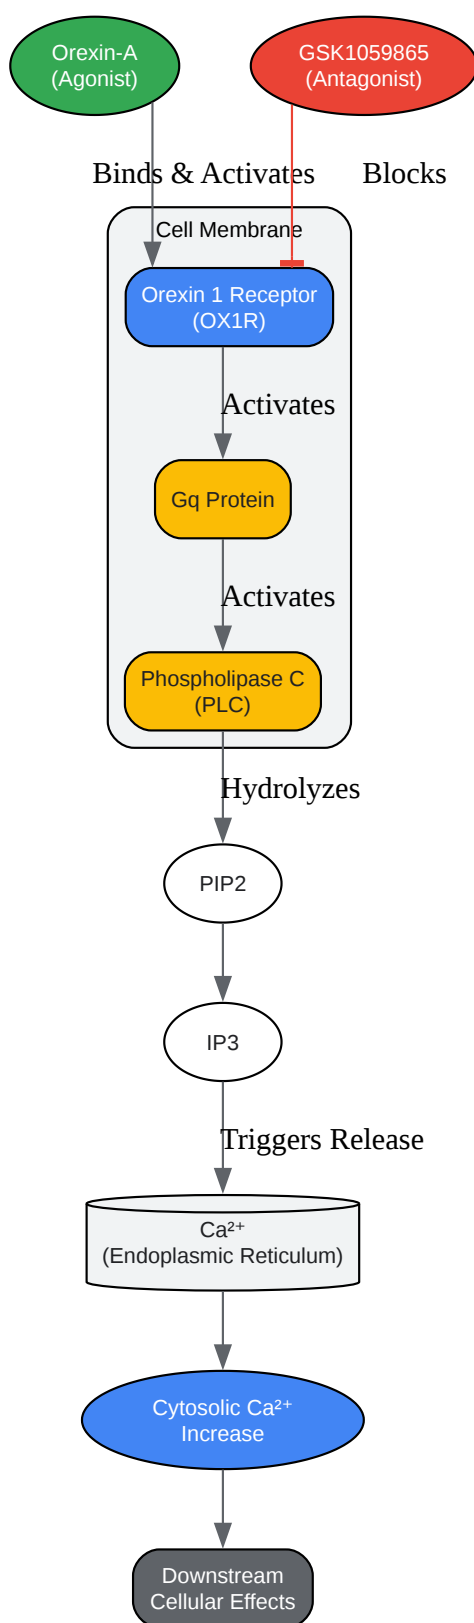 Orexin-A
(Agonist)
GSK1059865
(Antagonist)
Binds & Activates
Blocks
Cell Membrane
Orexin 1 Receptor
(OX1R)
Activates
Gq Protein
Activates
Phospholipase C
(PLC)
Hydrolyzes
PIP2
IP3
Triggers Release
Ca²⁺
(Endoplasmic Reticulum)
Cytosolic Ca²⁺
Increase
Downstream
Cellular Effects